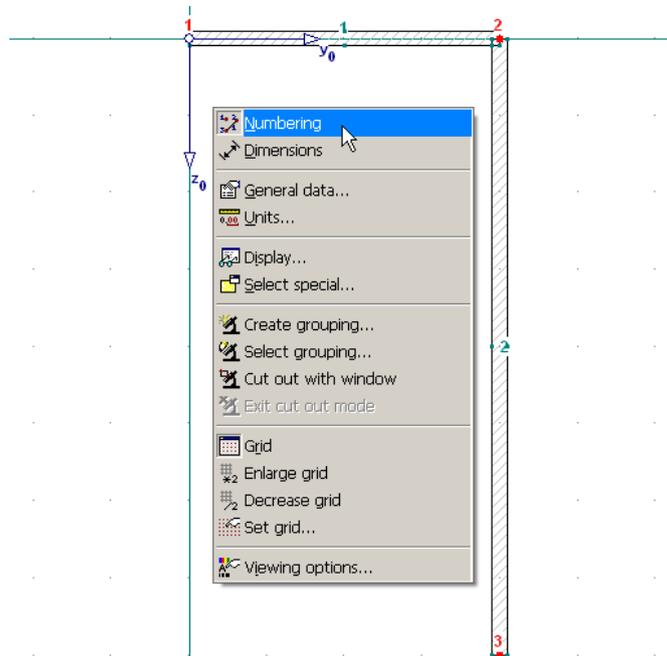 1
1
2
y0
z0
Numbering
Dimensions
General data...
Units...
Display...
Select special...
Create grouping...
Select grouping...
2
Cut out with window
Exit cut out mode
Grid
Enlarge grid
Decrease grid
Set grid...
Viewing options...
3